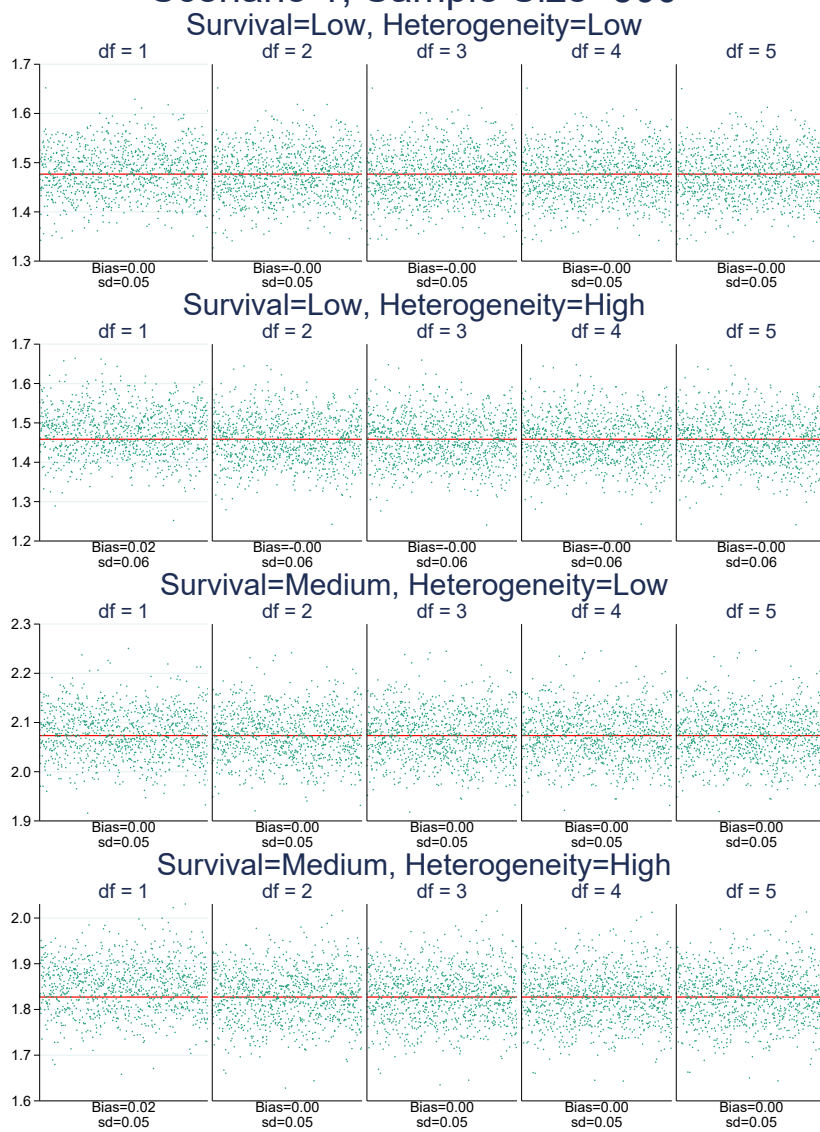 Survival=Low, Heterogeneity=Low
df = 1 df = 2 df = 3 df = 4 df = 5
1.7
1.6
1.5
1.4
1.3
Bias=0.00 Bias=-0.00 Bias=-0.00 Bias=-0.00 Bias=-0.00
sd=0.05 sd=0.05 sd=0.05 sd=0.05 sd=0.05
Survival=Low, Heterogeneity=High
df = 1 df = 2 df = 3 df = 4 df = 5
1.7
1.6
1.5
1.4
1.3
1.2
Bias=0.02 Bias=-0.00 Bias=-0.00 Bias=-0.00 Bias=-0.00
sd=0.06 sd=0.06 sd=0.06 sd=0.06 sd=0.06
Survival=Medium, Heterogeneity=Low
df = 1 df = 2 df = 3 df = 4 df = 5
2.3
2.2
2.1
2.0
1.9
Bias=0.00 Bias=0.00 Bias=0.00 Bias=0.00 Bias=0.00
sd=0.05 sd=0.05 sd=0.05 sd=0.05 sd=0.05
Survival=Medium, Heterogeneity=High
df = 1 df = 2 df = 3 df = 4 df = 5
2.0
1.9
1.8
1.7
1.6
Bias=0.02 Bias=0.00 Bias=0.00 Bias=0.00 Bias=0.00
sd=0.05 sd=0.05 sd=0.05 sd=0.05 sd=0.05